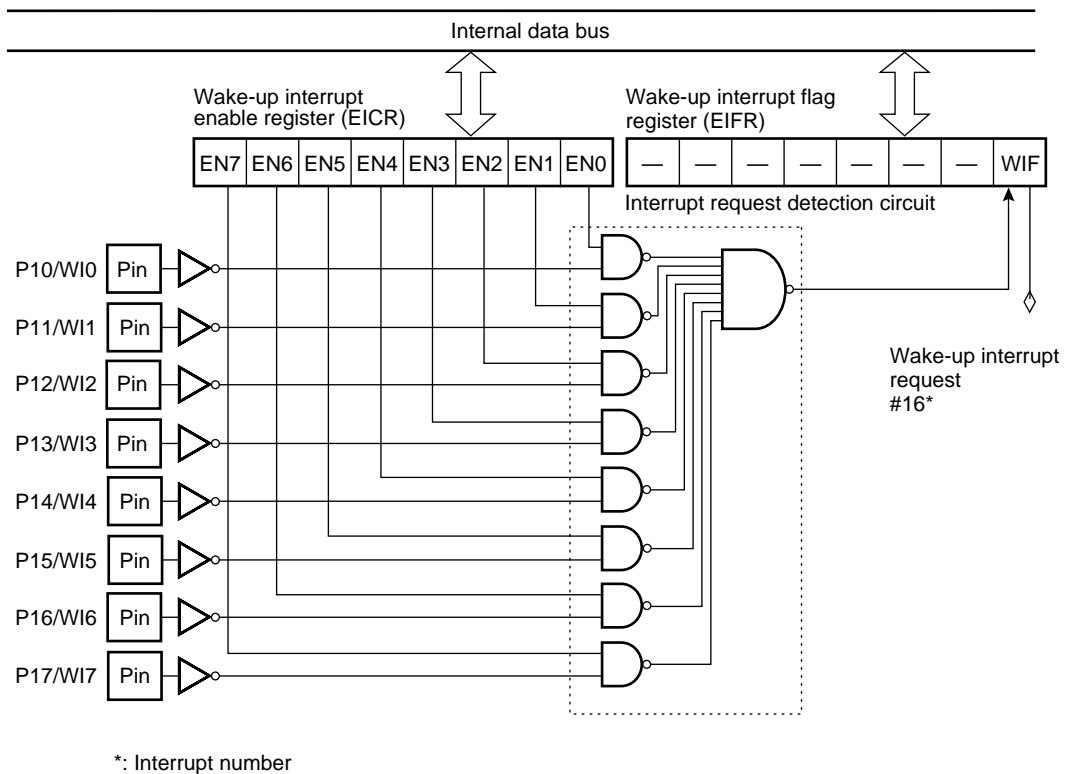 Internal data bus
Wake-up interrupt
enable register (EICR)
Wake-up interrupt flag
register (EIFR)
EN7 EN6 EN5 EN4 EN3 EN2 EN1 EN0
— — — — — — — WIF
Interrupt request detection circuit
P10/WI0 Pin
P11/WI1 Pin
P12/WI2 Pin
P13/WI3 Pin
P14/WI4 Pin
P15/WI5 Pin
P16/WI6 Pin
P17/WI7 Pin
Wake-up interrupt
request
#16*
*: Interrupt number